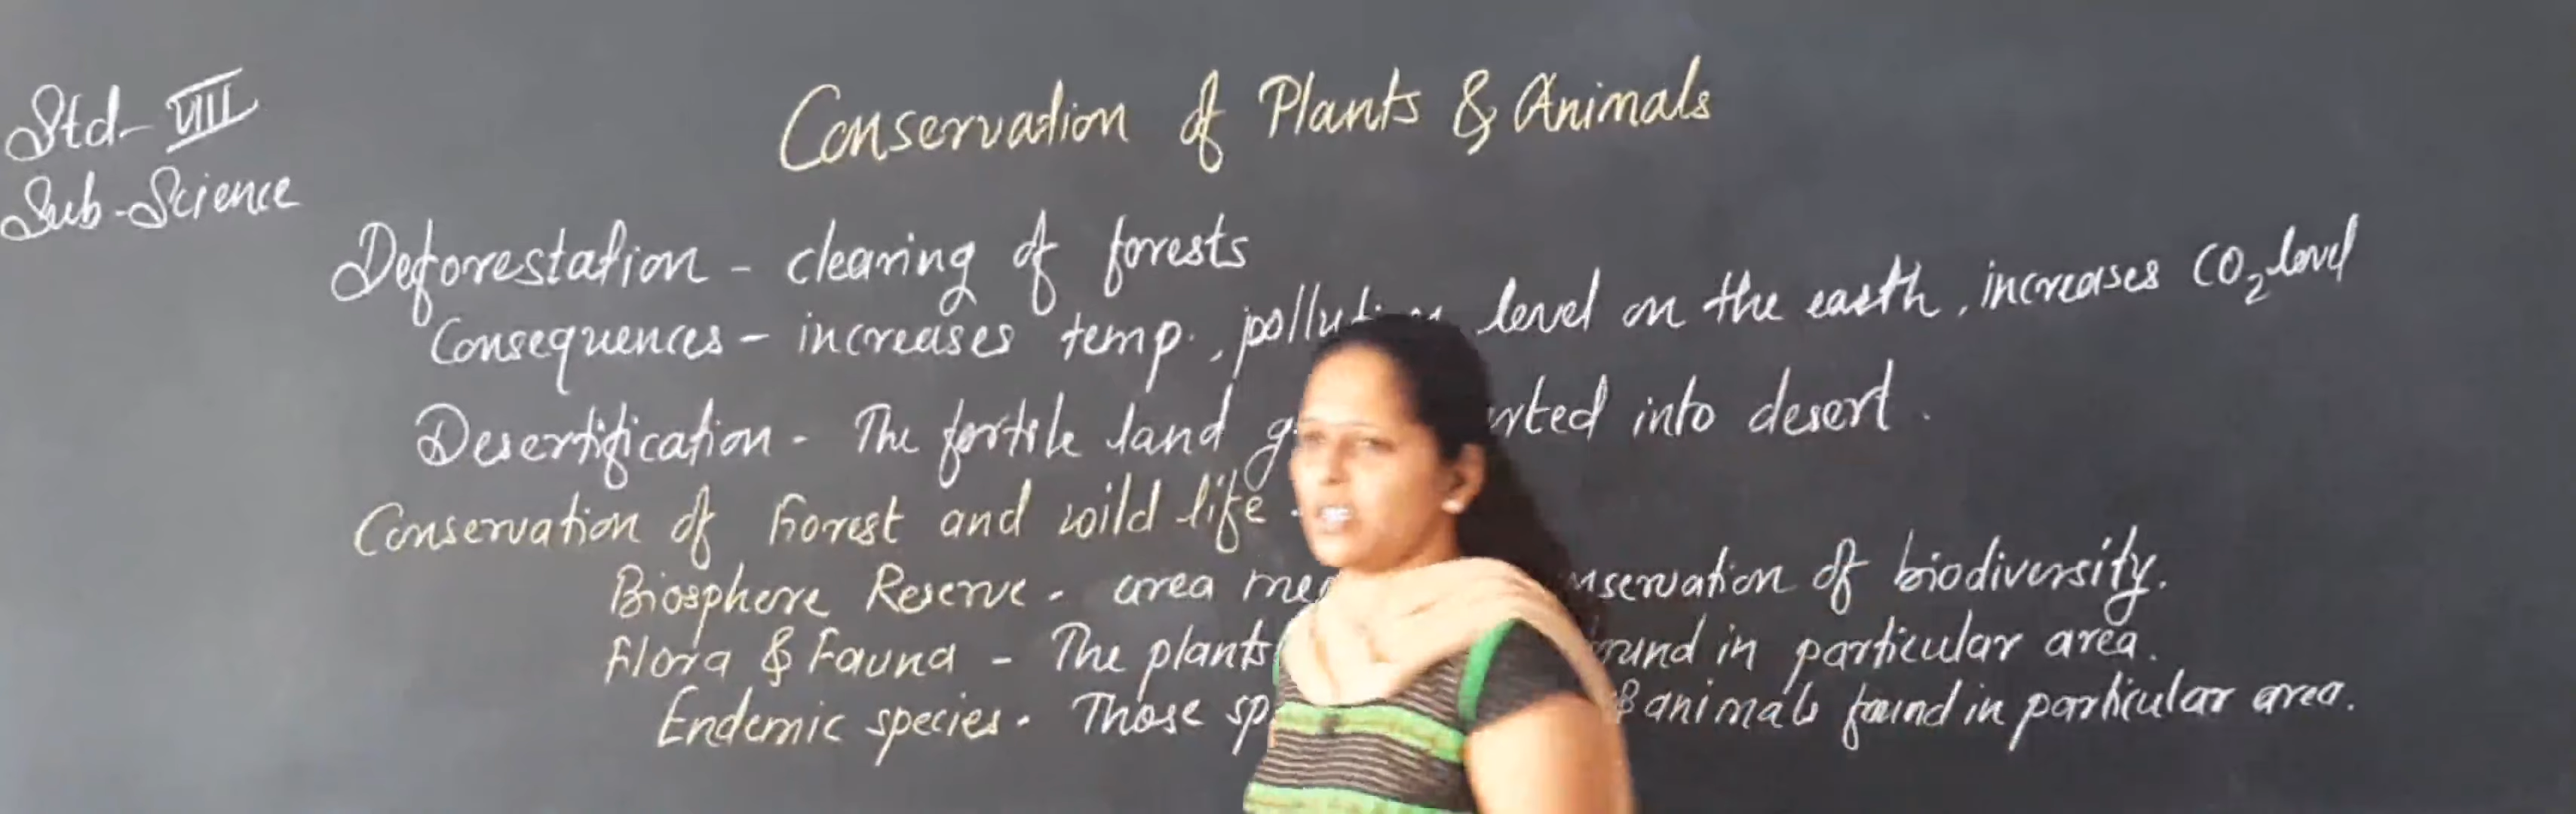 Std- VIII
Sub-Science
Conservation of Plants & Animals
Deforestation - clearing of forests
Consequences - increases temp., pollution level on the earth, increases CO2 level
Desertification - The fertile land into desert.
Conservation of Forest and wild life
Biosphere Reserve - area of biodiversity.
Flora & Fauna - The plants in particular area.
Endemic species - Those & animals found in particular area.